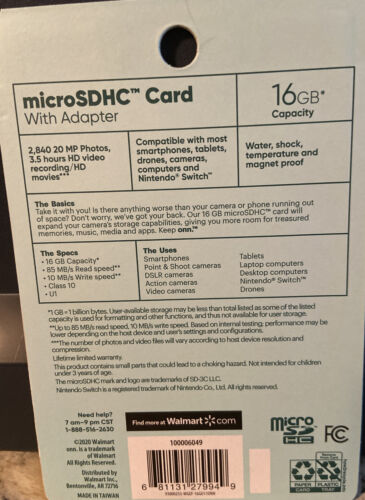 microSDHC™ Card
With Adapter
16GB*
Capacity
2,840 20 MP Photos,
3.5 hours HD video
recording/HD
movies***
Compatible with most
smartphones, tablets,
drones, cameras,
computers and
Nintendo® Switch™
Water, shock,
temperature and
magnet proof
The Basics
Take it with you! Is there anything worse than your camera or phone running out
of space? Don't worry, we've got your back. Our 16 GB microSDHC™ card will
expand your camera's storage capabilities, giving you more room for treasured
memories, music, media and apps. Keep onn.™
The Specs
• 16 GB Capacity*
• 85 MB/s Read speed**
• 10 MB/s Write speed**
• Class 10
• U1
The Uses
Smartphones
Point & Shoot cameras
DSLR cameras
Action cameras
Video cameras
Tablets
Laptop computers
Desktop computers
Nintendo® Switch™
Drones
*1 GB = 1 billion bytes. User-available storage may be less than total listed as some of the listed
capacity is used for formatting and other functions, and thus not available for user storage.
**Up to 85 MB/s read speed, 10 MB/s write speed. Based on internal testing; performance may be
lower depending on the host device and user's settings and configurations.
***The number of photos and video files will vary according to host device resolution and
compression.
Lifetime limited warranty.
This product contains small parts that could lead to a choking hazard. Not intended for children
under 3 years of age.
The microSDHC mark and logo are trademarks of SD-3C LLC.
Nintendo Switch is a registered trademark of Nintendo Co., Ltd. All rights reserved.
Need help?
7 am–9 pm CST
1-888-516-2630
©2020 Walmart
onn. is a trademark
of Walmart
All Rights Reserved.
Distributed by
Walmart Inc.,
Bentonville, AR 72716
MADE IN TAIWAN
Find more at Walmart.com
100006049
6 81131 27994 9
micro
SD
HC
FC
PAPER
CARD
PLASTIC
TRAY